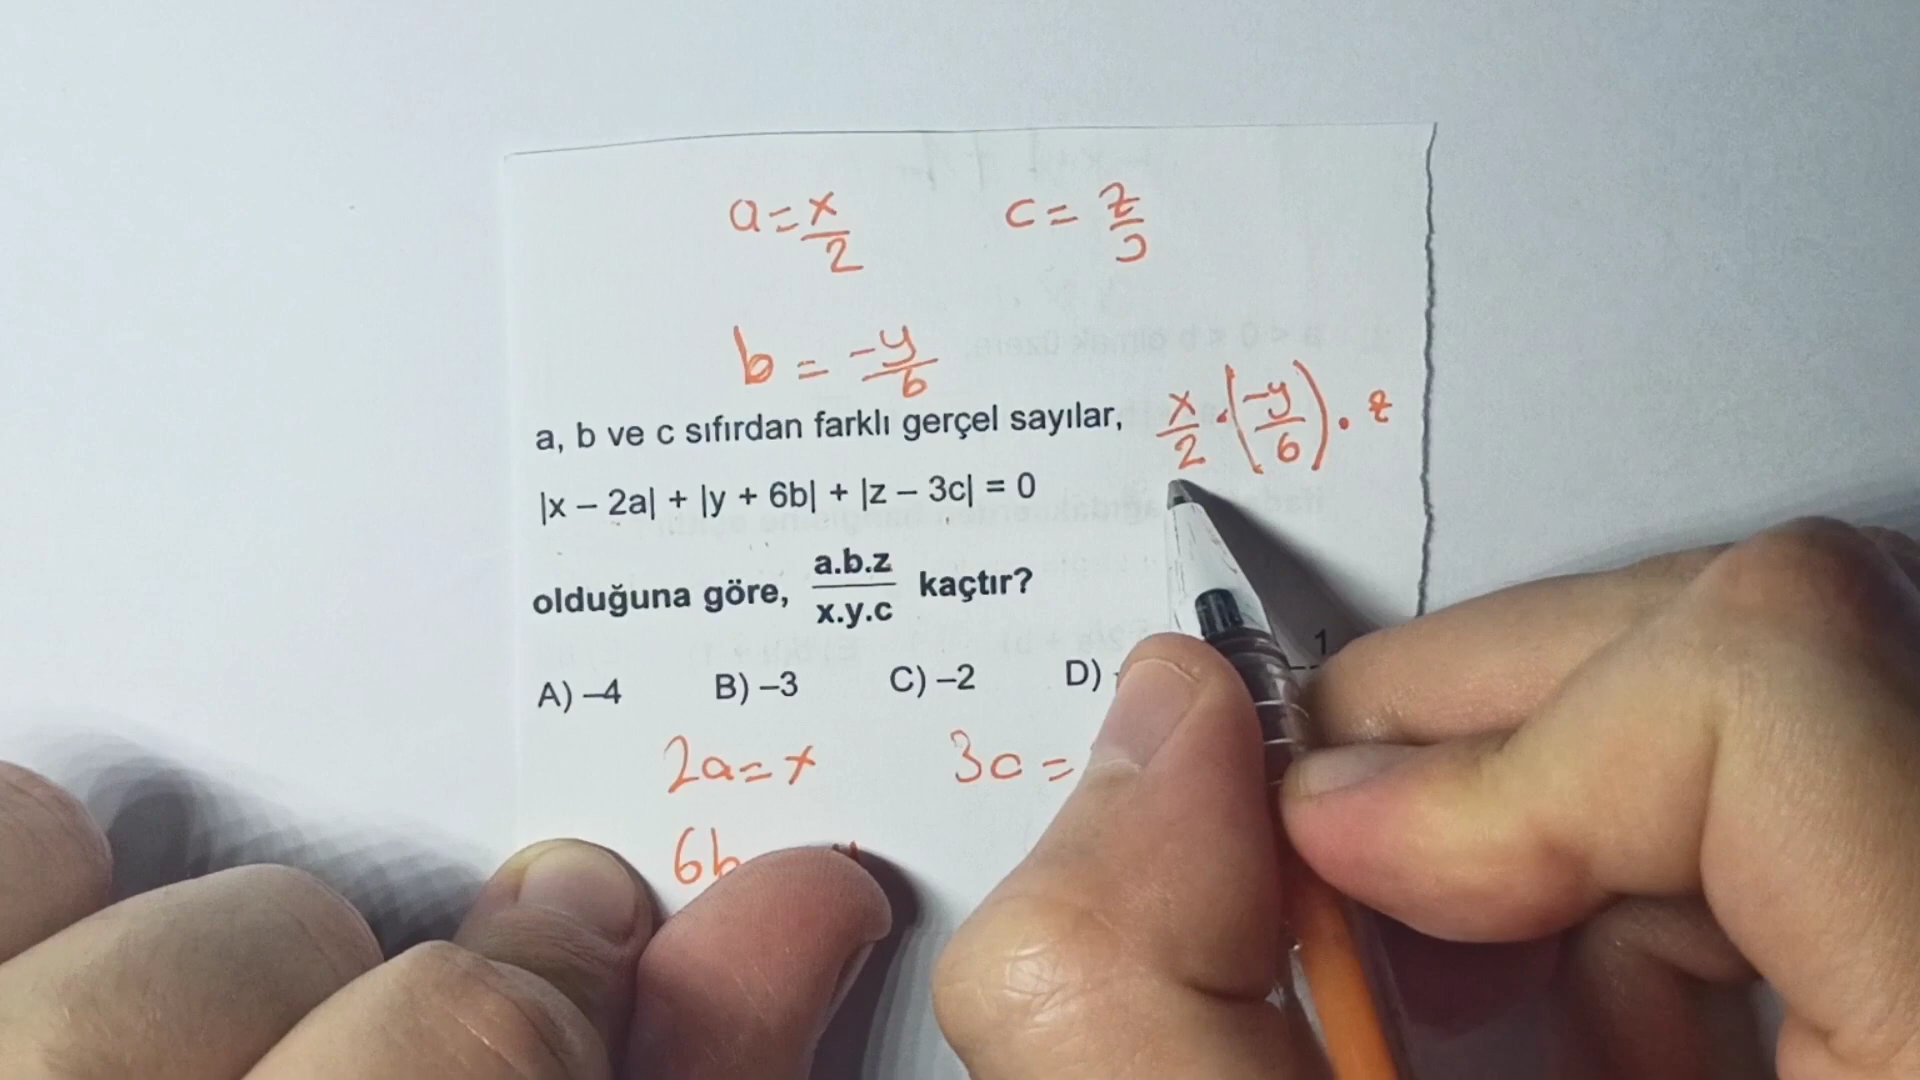 a = x/2 c = z/3
b = -y/6
a, b ve c sıfırdan farklı gerçel sayılar, x/2 . (-y/6) . z
|x – 2a| + |y + 6b| + |z – 3c| = 0
olduğuna göre, a.b.z/x.y.c kaçtır?
A) –4 B) –3 C) –2 D) 1
2a = x 3c =
6b